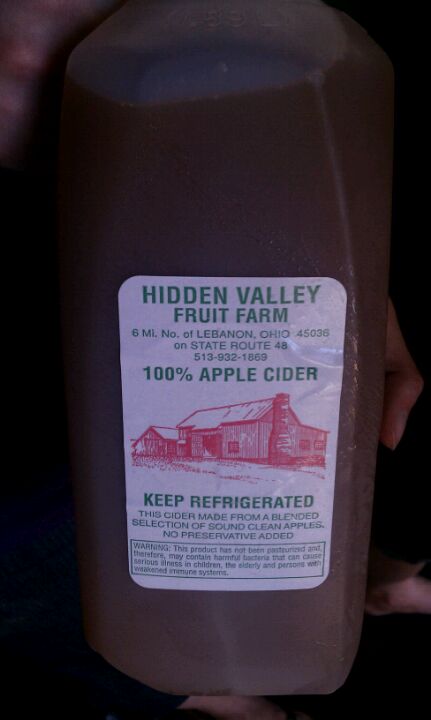 HIDDEN VALLEY
FRUIT FARM
6 Mi. No. of LEBANON, OHIO 45036
on STATE ROUTE 48
513-932-1869
100% APPLE CIDER
KEEP REFRIGERATED
THIS CIDER MADE FROM A BLENDED
SELECTION OF SOUND CLEAN APPLES.
NO PRESERVATIVE ADDED
WARNING: This product has not been pasteurized and,
therefore, may contain harmful bacteria that can cause
serious illness in children, the elderly and persons with
weakened immune systems.